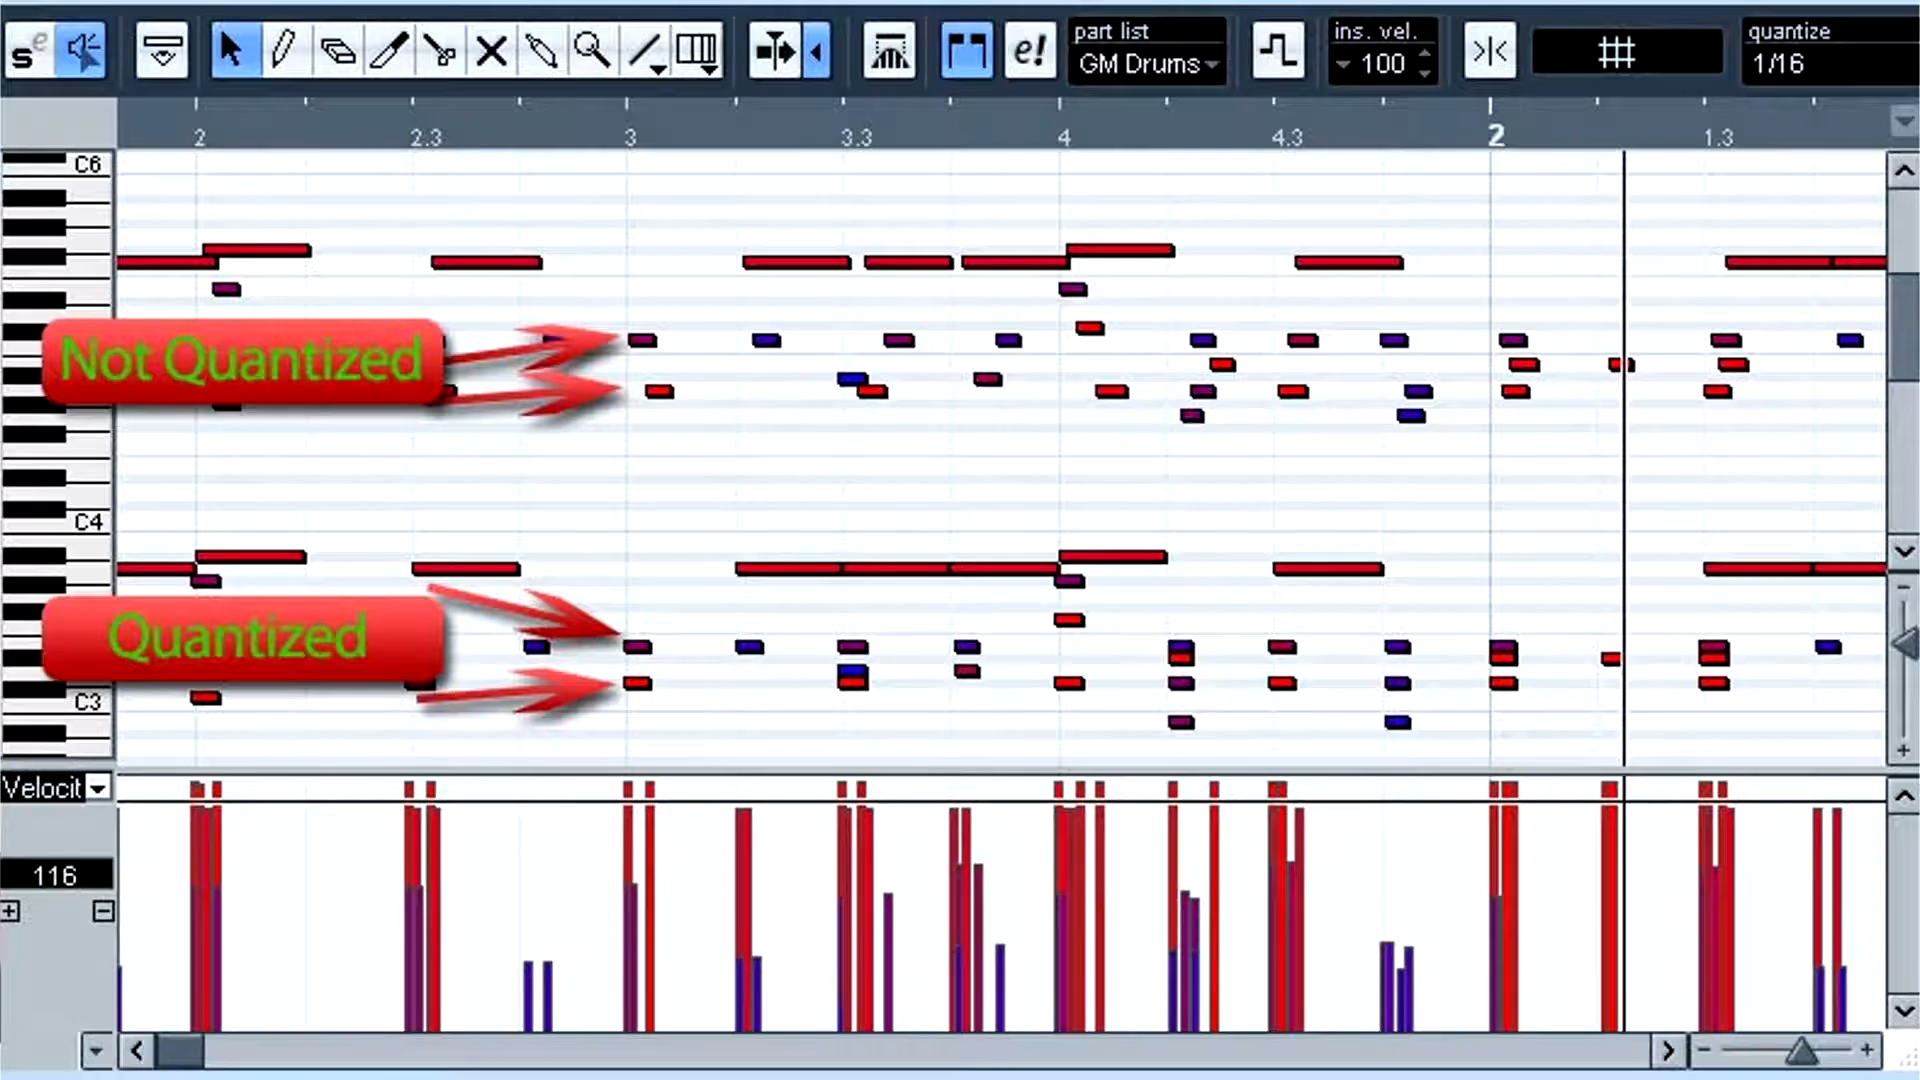 se
part list
ins. vel.
quantize
e!
GM Drums
100
1/16
2
2.3
3
3.3
4
4.3
2
1.3
C6
Not Quantized
C4
Quantized
C3
Velocit
116